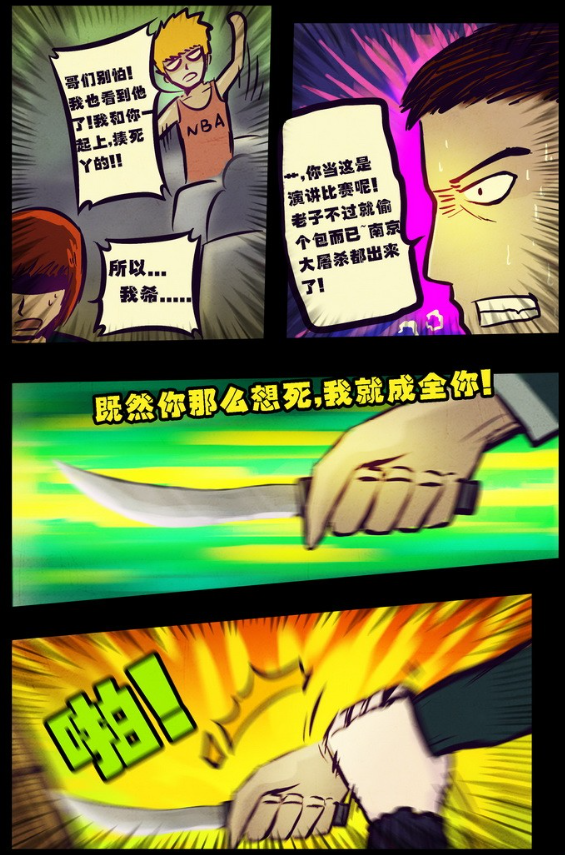 哥们别怕!
我也看到他
了!我和你一
起上,揍死
丫的!!
NBA
所以...
我希.....
...,你当这是
演讲比赛呢!
老子不过就偷
个包而已~南京
大屠杀都出来
了!
既然你那么想死,我就成全你!
啪!